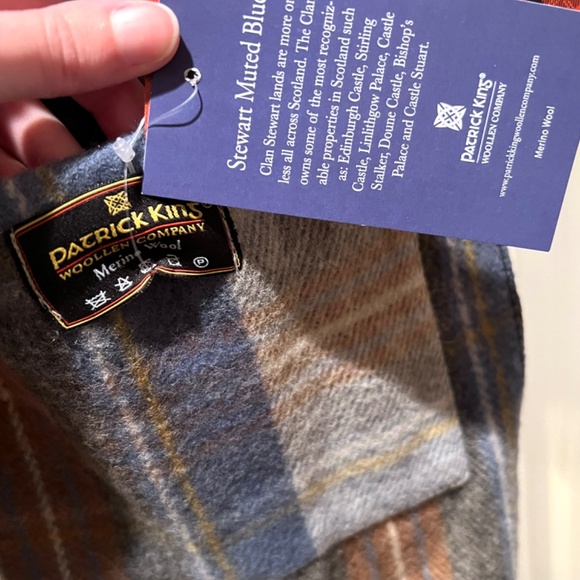 Stewart Muted Blue
Clan Stewart lands are more or
less all across Scotland. The Clan
owns some of the most recogniz-
able properties in Scotland such
as: Edinburgh Castle, Stirling
Castle, Linlithgow Palace, Castle
Stalker, Doune Castle, Bishop's
Palace and Castle Stuart.
PATRICK KING®
WOOLLEN COMPANY
www.patrickkingwoollencompany.com
Merino Wool
PATRICK KING®
WOOLLEN COMPANY
Merino Wool